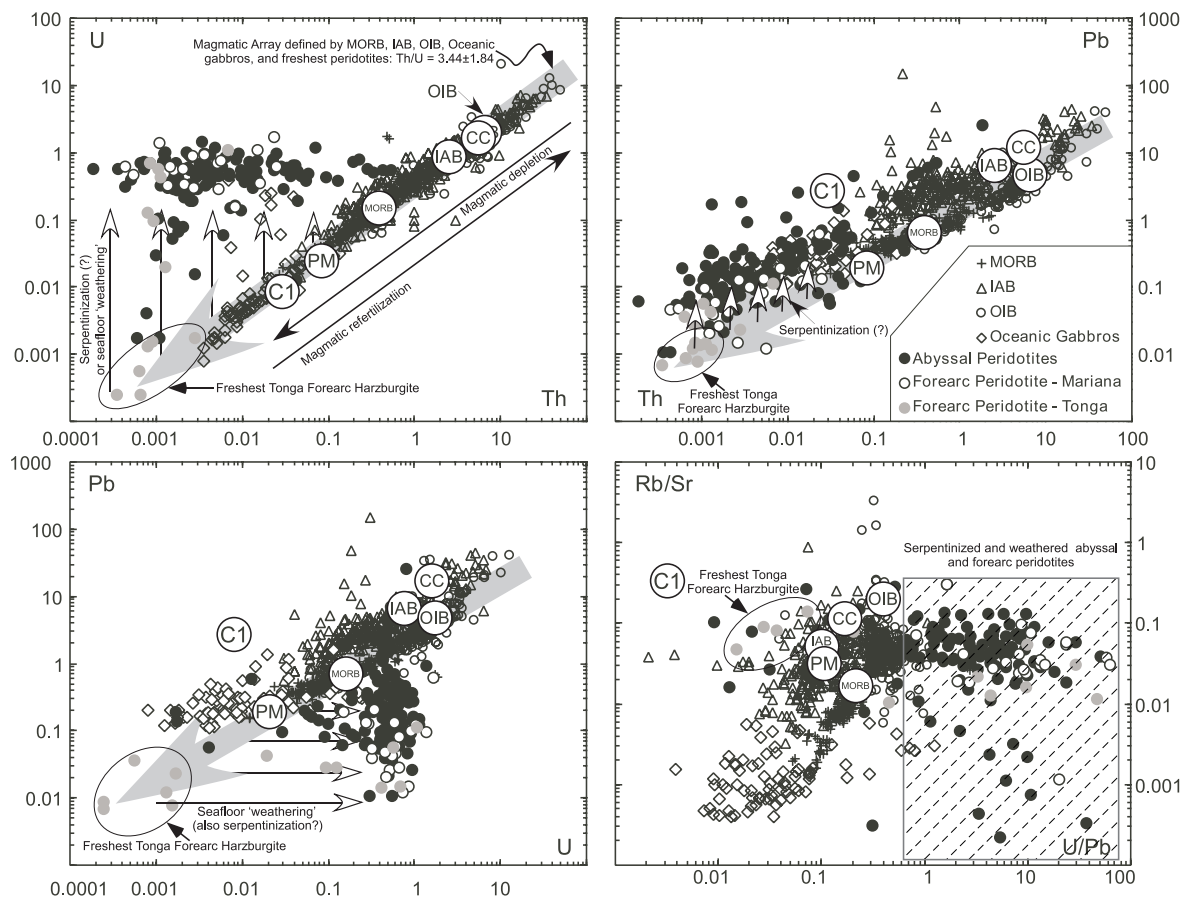 100
10
1
0.1
0.01
0.001
U
Magmatic Array defined by MORB, IAB, OIB, Oceanic
gabbros, and freshest peridotites: Th/U = 3.44±1.84
OIB
CC
IAB
MORB
PM
C1
Magmatic depletion
Magmatic refertilizatiion
Serpentinization (?)
or seafloor 'weathering'
Freshest Tonga Forearc Harzburgite
Th
0.0001 0.001 0.01 0.1 1 10
Pb
1000
100
10
1
0.1
0.01
CC
IAB
OIB
C1
MORB
PM
Serpentinization (?)
Freshest Tonga
Forearc Harzburgite
Th
MORB
IAB
OIB
Oceanic Gabbros
Abyssal Peridotites
Forearc Peridotite - Mariana
Forearc Peridotite - Tonga
0.0001 0.001 0.01 0.1 1 10 100
1000
100
10
1
0.1
0.01
Pb
CC
IAB
OIB
C1
MORB
PM
Seafloor 'weathering'
(also serpentinization?)
Freshest Tonga Forearc Harzburgite
U
0.0001 0.001 0.01 0.1 1 10
Rb/Sr
10
1
0.1
0.01
0.001
Serpentinized and weathered abyssal
and forearc peridotites
C1
Freshest Tonga
Forearc Harzburgite
OIB
CC
IAB
PM
MORB
U/Pb
0.01 0.1 1 10 100